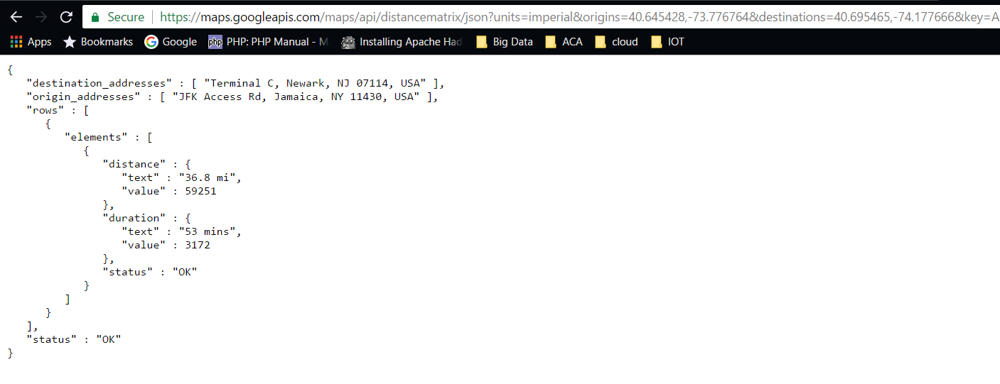 Secure https://maps.googleapis.com/maps/api/distancematrix/json?units=imperial&origins=40.645428,-73.776764&destinations=40.695465,-74.177666&key=A
Apps Bookmarks Google php PHP: PHP Manual - M Installing Apache Had Big Data ACA cloud IOT
{
"destination_addresses" : [ "Terminal C, Newark, NJ 07114, USA" ],
"origin_addresses" : [ "JFK Access Rd, Jamaica, NY 11430, USA" ],
"rows" : [
{
"elements" : [
{
"distance" : {
"text" : "36.8 mi",
"value" : 59251
},
"duration" : {
"text" : "53 mins",
"value" : 3172
},
"status" : "OK"
}
]
}
],
"status" : "OK"
}